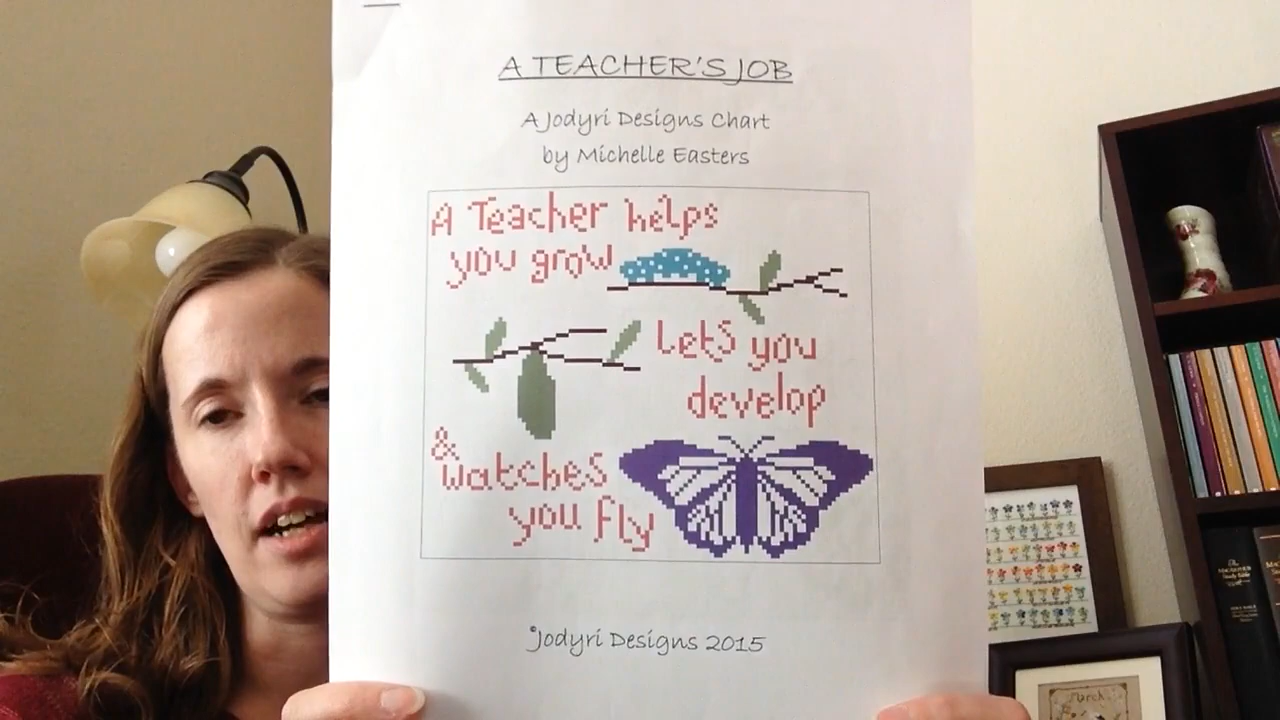 A TEACHER'S JOB
A Jodyri Designs Chart
by Michelle Easters
A Teacher helps
you grow
Lets you
develop
&
watches
you fly
©Jodyri Designs 2015
March